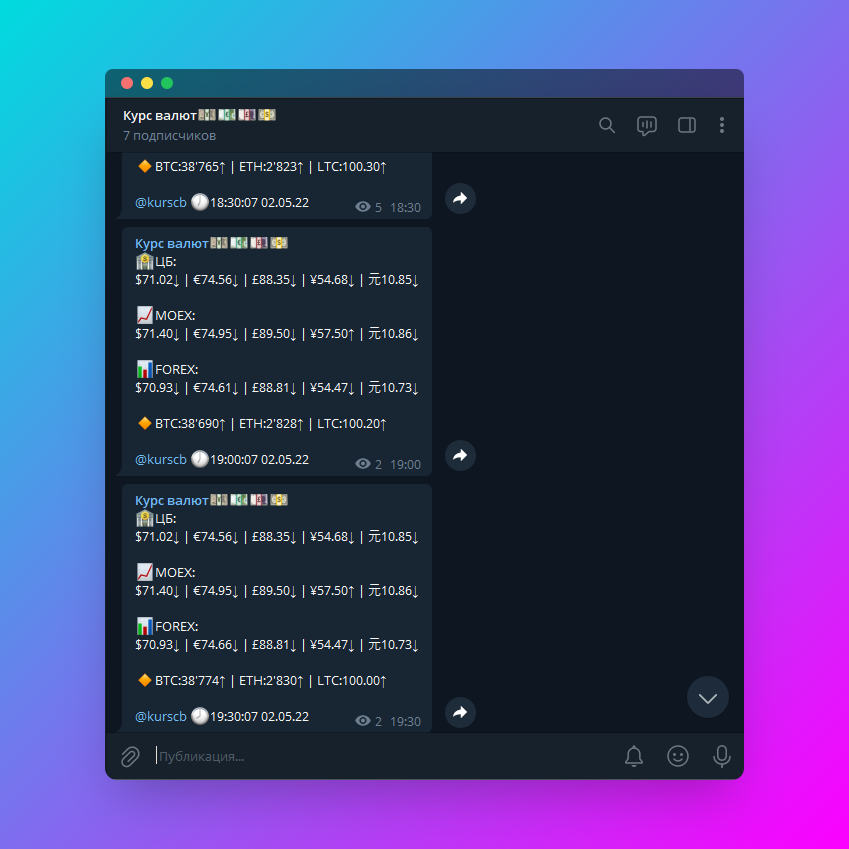 Курс валют💵💶💷💴
7 подписчиков
🔶 BTC:38'765↑ | ETH:2'823↑ | LTC:100.30↑
@kurscb 🕖18:30:07 02.05.22
5 18:30
Курс валют💵💶💷💴
🏦ЦБ:
$71.02↓ | €74.56↓ | £88.35↓ | ¥54.68↓ | 元10.85↓
📈MOEX:
$71.40↓ | €74.95↓ | £89.50↓ | ¥57.50↑ | 元10.86↓
📊FOREX:
$70.93↓ | €74.61↓ | £88.81↓ | ¥54.47↓ | 元10.73↓
🔶 BTC:38'690↑ | ETH:2'828↑ | LTC:100.20↑
@kurscb 🕖19:00:07 02.05.22
2 19:00
Курс валют💵💶💷💴
🏦ЦБ:
$71.02↓ | €74.56↓ | £88.35↓ | ¥54.68↓ | 元10.85↓
📈MOEX:
$71.40↓ | €74.95↓ | £89.50↓ | ¥57.50↑ | 元10.86↓
📊FOREX:
$70.93↓ | €74.66↓ | £88.81↓ | ¥54.47↓ | 元10.73↓
🔶 BTC:38'774↑ | ETH:2'830↑ | LTC:100.00↑
@kurscb 🕖19:30:07 02.05.22
2 19:30
Публикация...